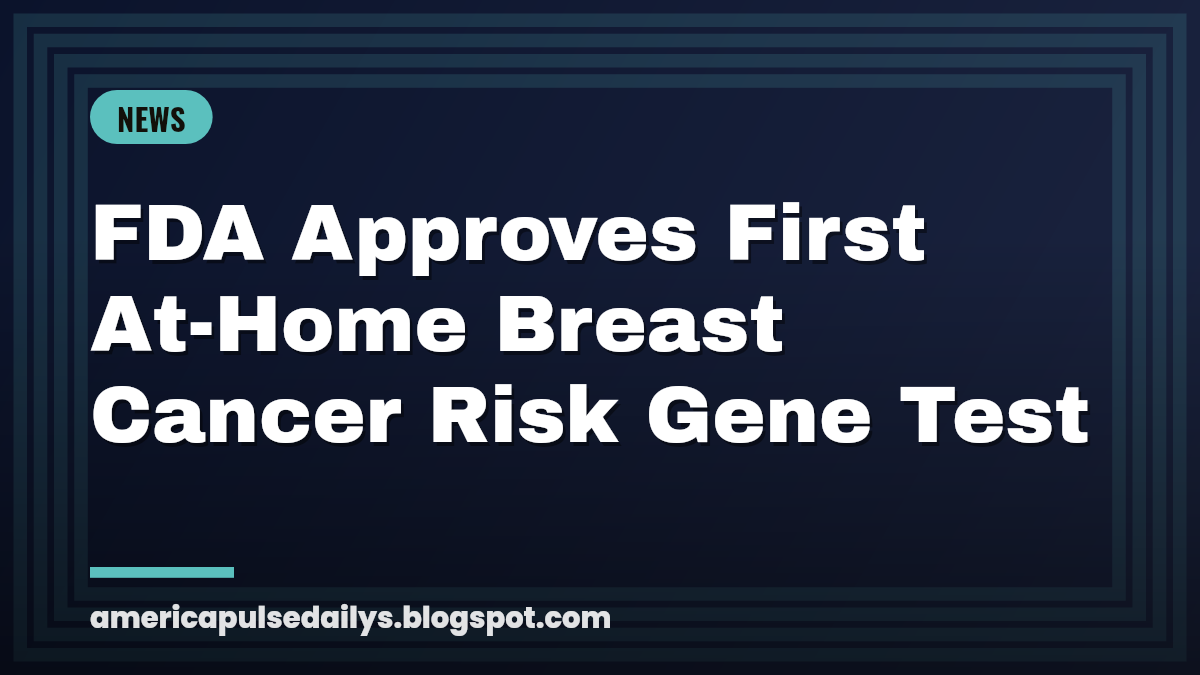 NEWS
FDA Approves First
At-Home Breast
Cancer Risk Gene Test
americapulsedailys.blogspot.com